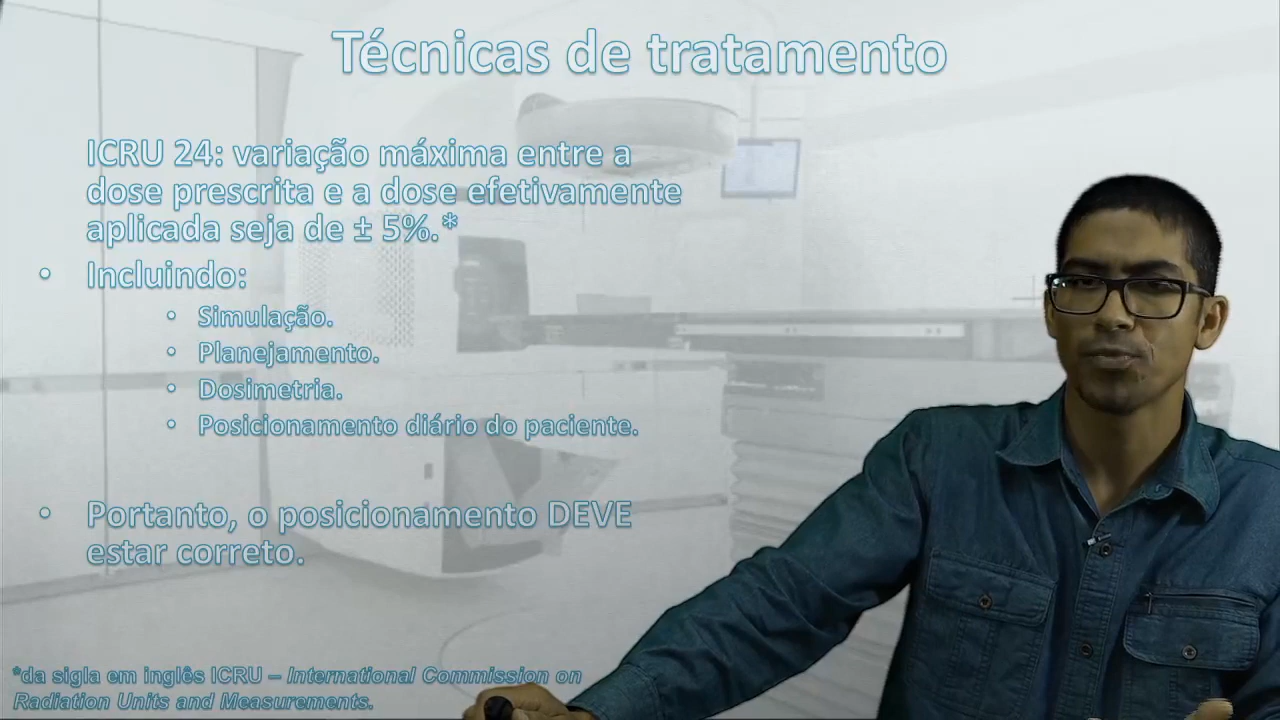 Técnicas de tratamento
ICRU 24: variação máxima entre a
dose prescrita e a dose efetivamente
aplicada seja de ± 5%.*
• Incluindo:
• Simulação.
• Planejamento.
• Dosimetria.
• Posicionamento diário do paciente.
• Portanto, o posicionamento DEVE
estar correto.
*da sigla em inglês ICRU – International Commission on
Radiation Units and Measurements.